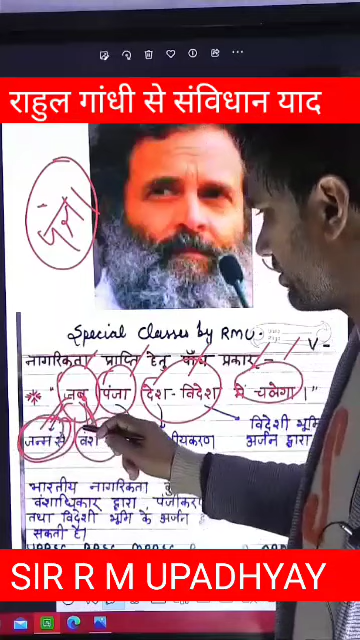 राहुल गांधी से संविधान याद
पंजा
Special Classes by RMU
V-
नागरिकता प्राप्ति हेतु पाँच प्रकार -
" जब पंजा देश-विदेश में चलेगा।"
जन्म से वंश
विदेशी भूमि
अर्जन द्वारा
भारतीय नागरिकता
वंशाधिकार द्वारा, पंजीकरण
तथा विदेशी भूमि के अर्जन
सकती है।
SIR R M UPADHYAY